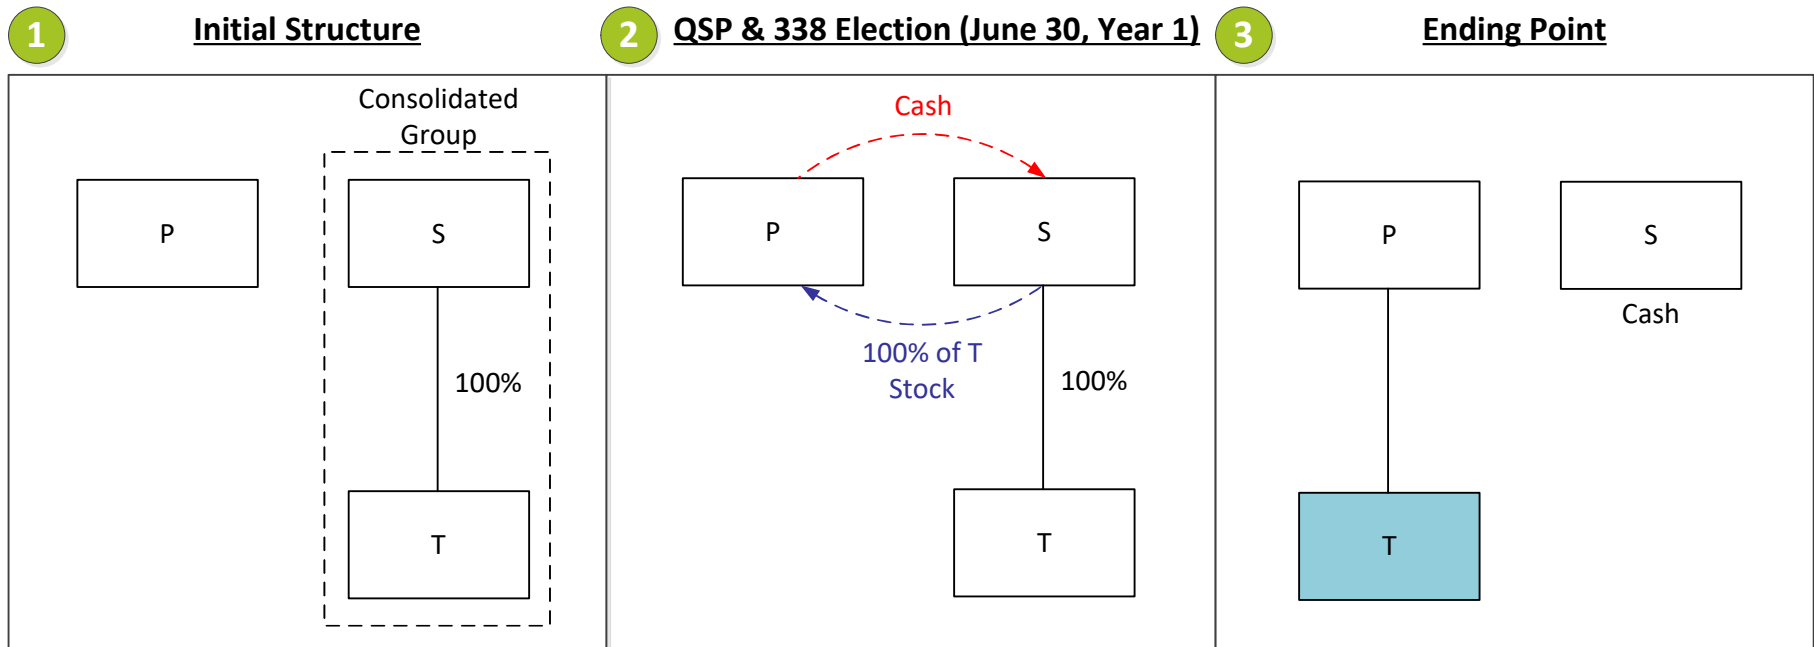 1
Initial Structure
Consolidated
Group
P
S
100%
T
2
QSP & 338 Election (June 30, Year 1)
Cash
P
S
100% of T
Stock
100%
T
3
Ending Point
P
S
Cash
T